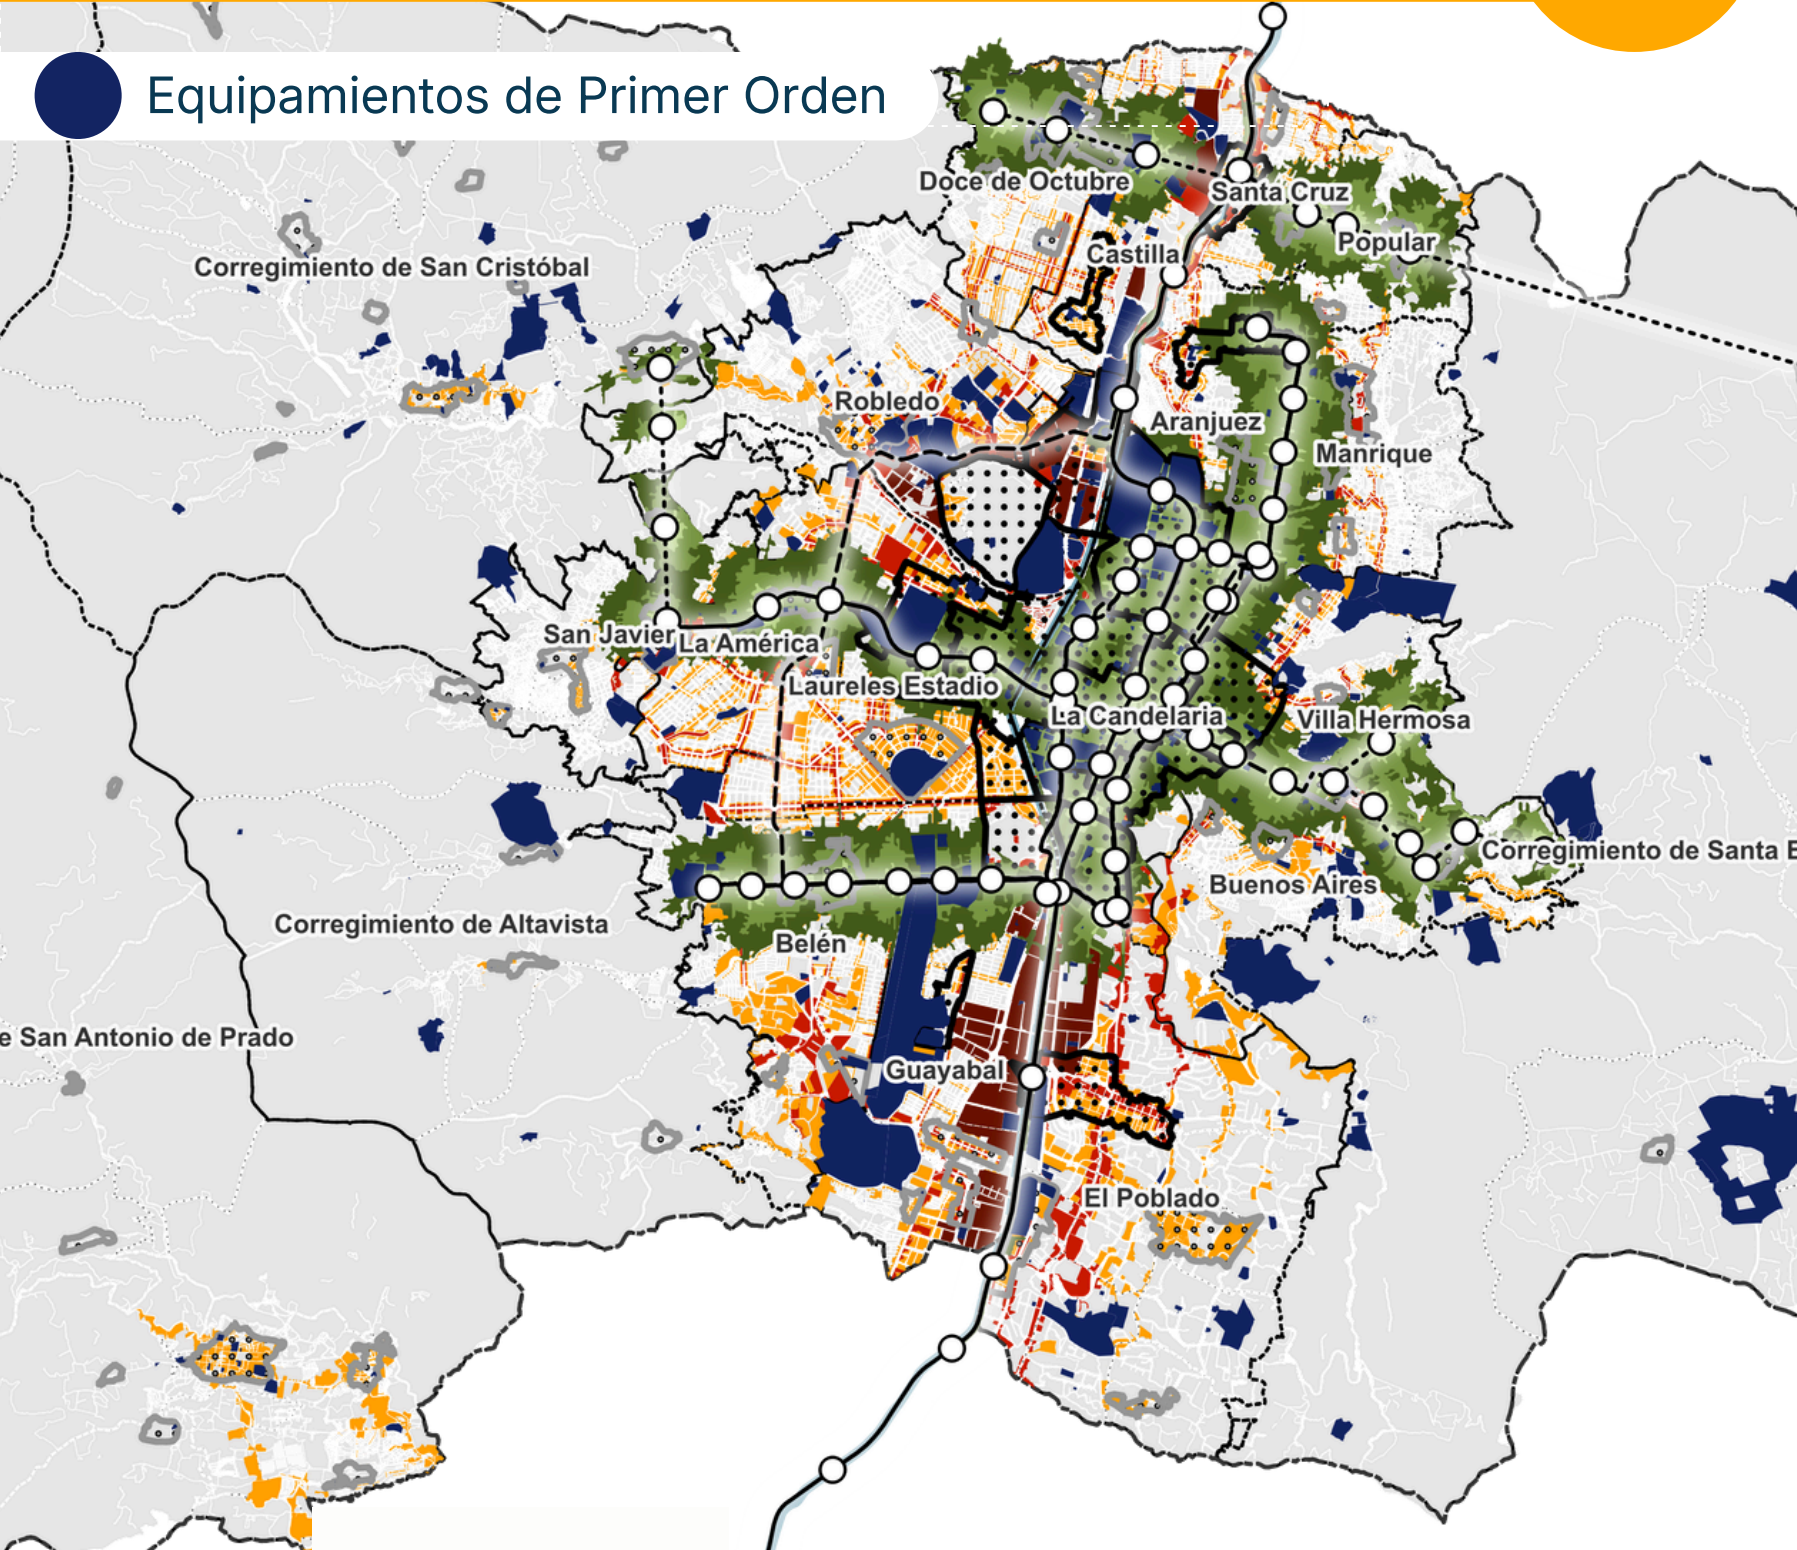 Equipamientos de Primer Orden
Doce de Octubre
Santa Cruz
Popular
Castilla
Corregimiento de San Cristóbal
Robledo
Aranjuez
Manrique
San Javier
La América
Laureles Estadio
La Candelaria
Villa Hermosa
Corregimiento de Santa E
Buenos Aires
Corregimiento de Altavista
Belén
e San Antonio de Prado
Guayabal
El Poblado